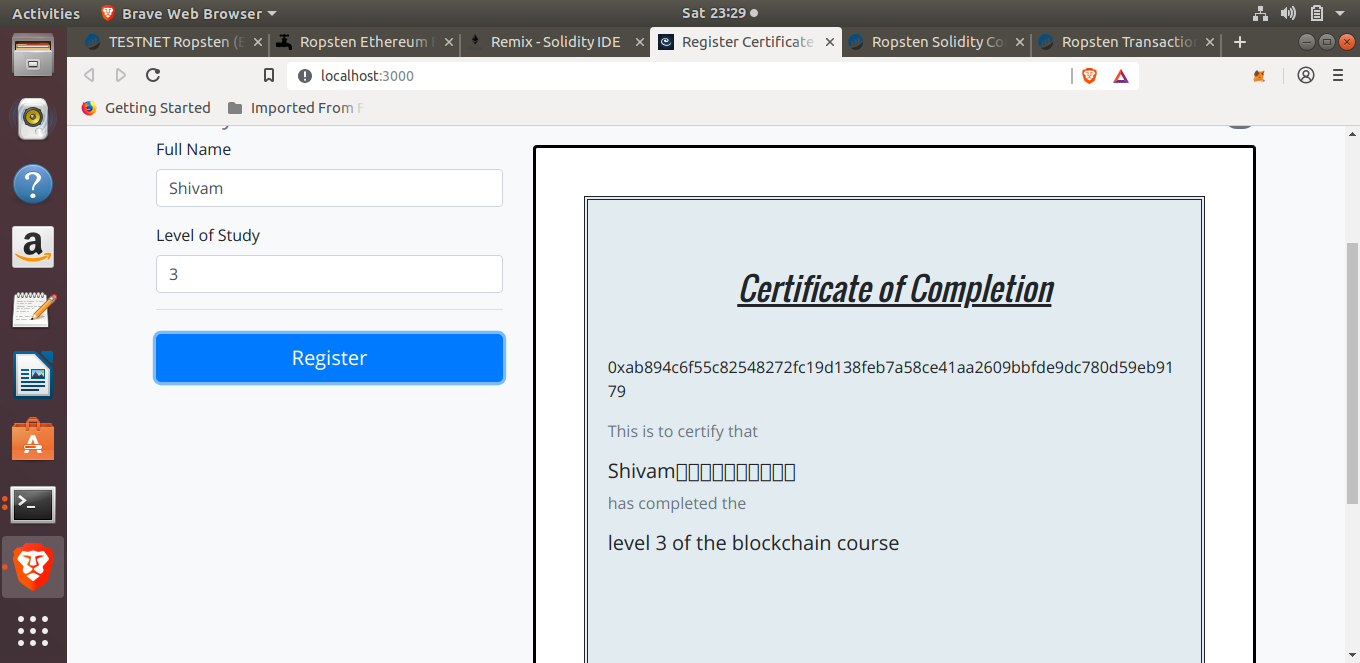 Activities
Brave Web Browser
Sat 23:29
TESTNET Ropsten (E
Ropsten Ethereum F
Remix - Solidity IDE
Register Certificate
Ropsten Solidity Co
Ropsten Transaction
localhost:3000
Getting Started
Imported From F
Full Name
Shivam
Level of Study
3
Register
Certificate of Completion
0xab894c6f55c82548272fc19d138feb7a58ce41aa2609bbfde9dc780d59eb91
79
This is to certify that
Shivam▯▯▯▯▯▯▯▯▯▯
has completed the
level 3 of the blockchain course